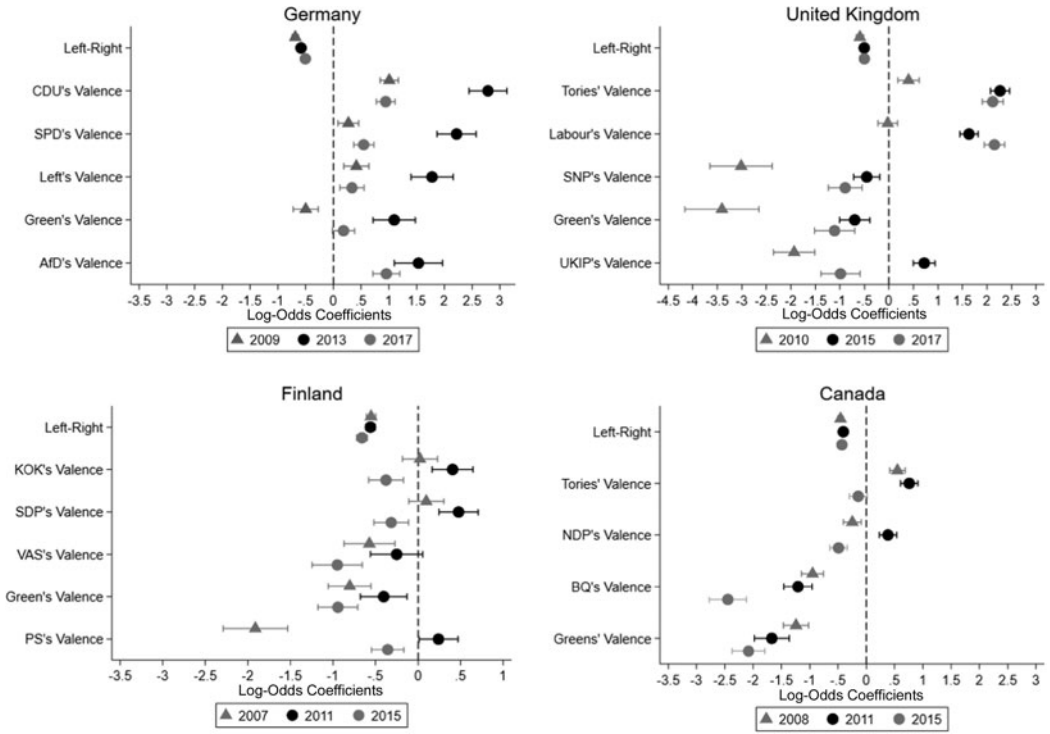 Germany
Left-Right
CDU's Valence
SPD's Valence
Left's Valence
Green's Valence
AfD's Valence
-3.5 -3 -2.5 -2 -1.5 -1 -.5 0 .5 1 1.5 2 2.5 3
Log-Odds Coefficients
2009 2013 2017
United Kingdom
Left-Right
Tories' Valence
Labour's Valence
SNP's Valence
Green's Valence
UKIP's Valence
-4.5 -4 -3.5 -3 -2.5 -2 -1.5 -1 -.5 0 .5 1 1.5 2 2.5 3
Log-Odds Coefficients
2010 2015 2017
Finland
Left-Right
KOK's Valence
SDP's Valence
VAS's Valence
Green's Valence
PS's Valence
-3.5 -3 -2.5 -2 -1.5 -1 -.5 0 .5 1
Log-Odds Coefficients
2007 2011 2015
Canada
Left-Right
Tories' Valence
NDP's Valence
BQ's Valence
Greens' Valence
-3.5 -3 -2.5 -2 -1.5 -1 -.5 0 .5 1 1.5 2 2.5 3
Log-Odds Coefficients
2008 2011 2015